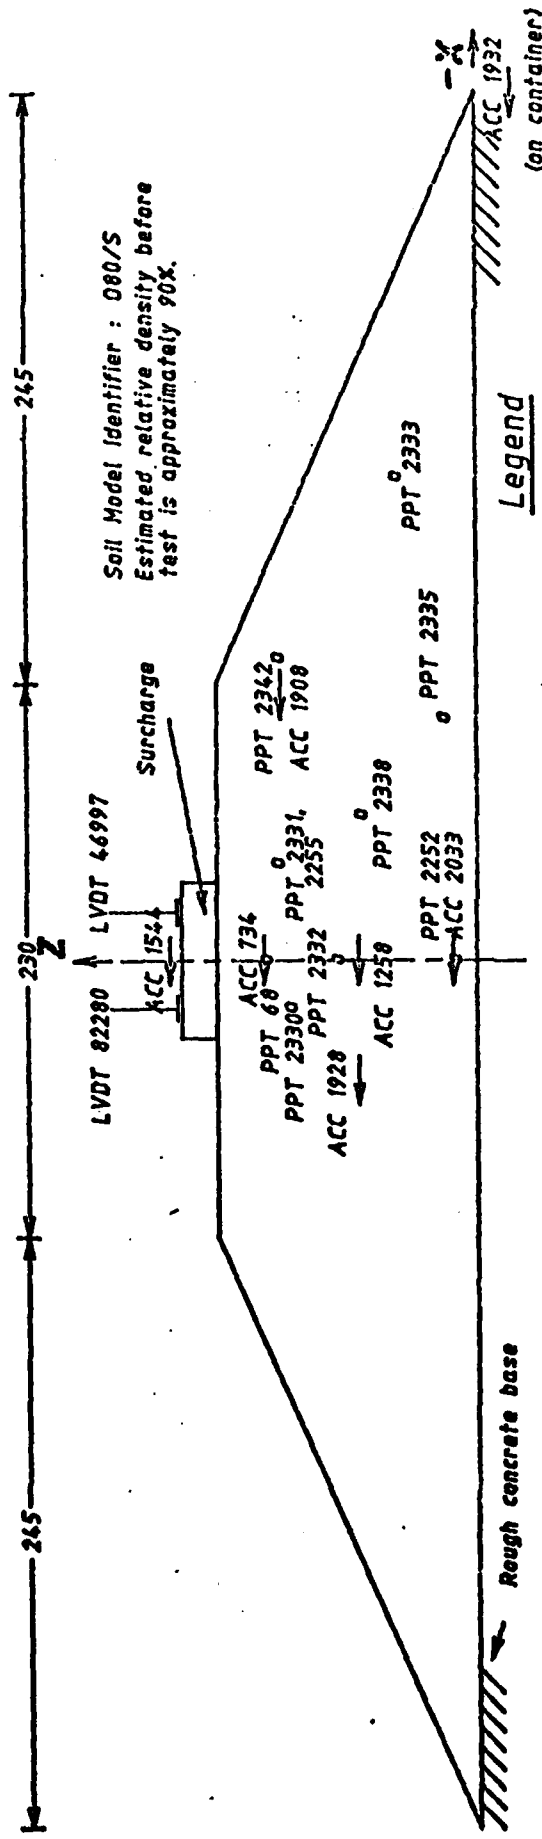 245
230
245
Z
LVDT 82280
LVDT 46997
ACC 1544
Surcharge
Soil Model Identifier : 080/S
Estimated relative density before
test is approximately 90%.
ACC 734
PPT 68
PPT 2330
PPT 2332
ACC 1928
ACC 1258
PPT 2331,
2255
PPT 2342
ACC 1908
PPT 2338
PPT 2252
ACC 2033
PPT 2335
PPT 2333
-X
ACC 1932
(on container)
Rough concrete base
Legend